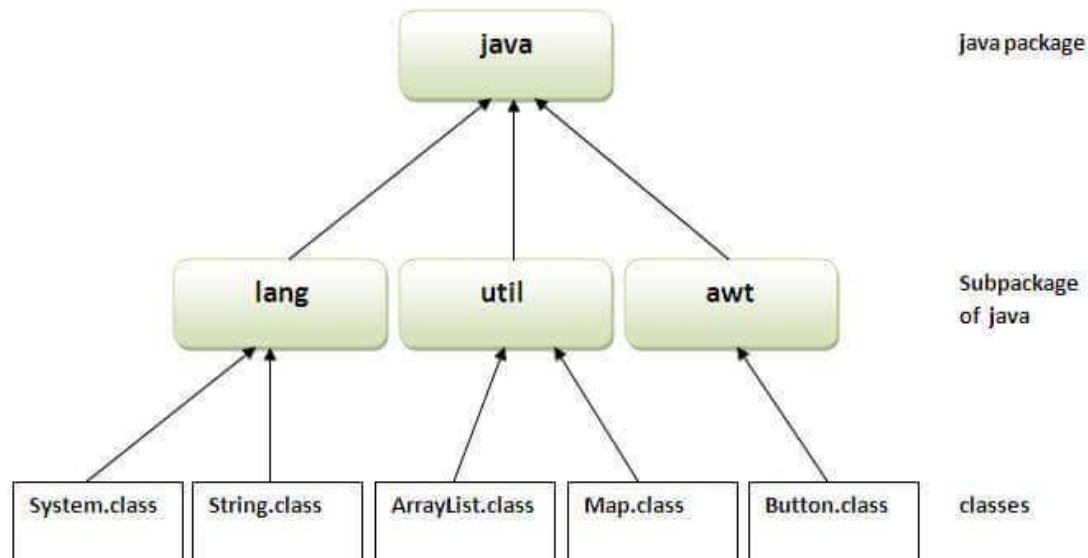 java
java package
lang
util
awt
Subpackage
of java
System.class
String.class
ArrayList.class
Map.class
Button.class
classes